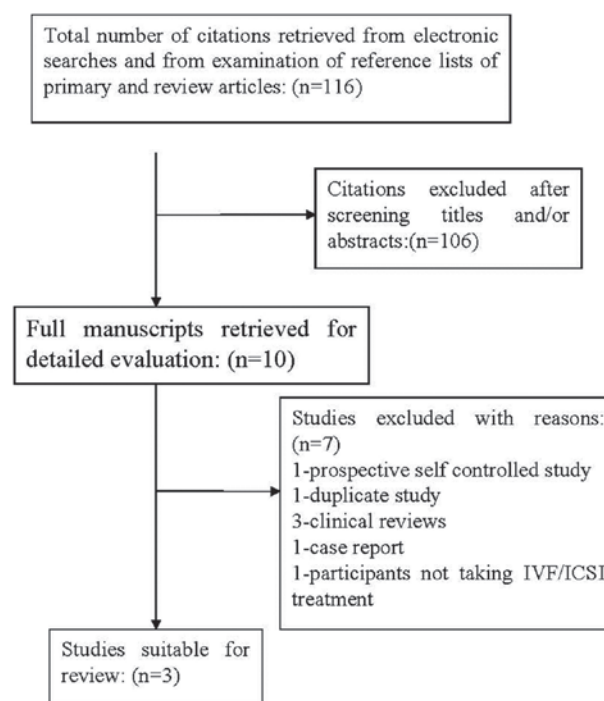 Total number of citations retrieved from electronic
searches and from examination of reference lists of
primary and review articles: (n=116)
Citations excluded after
screening titles and/or
abstracts:(n=106)
Full manuscripts retrieved for
detailed evaluation: (n=10)
Studies excluded with reasons:
(n=7)
1-prospective self controlled study
1-duplicate study
3-clinical reviews
1-case report
1-participants not taking IVF/ICSI
treatment
Studies suitable for
review: (n=3)